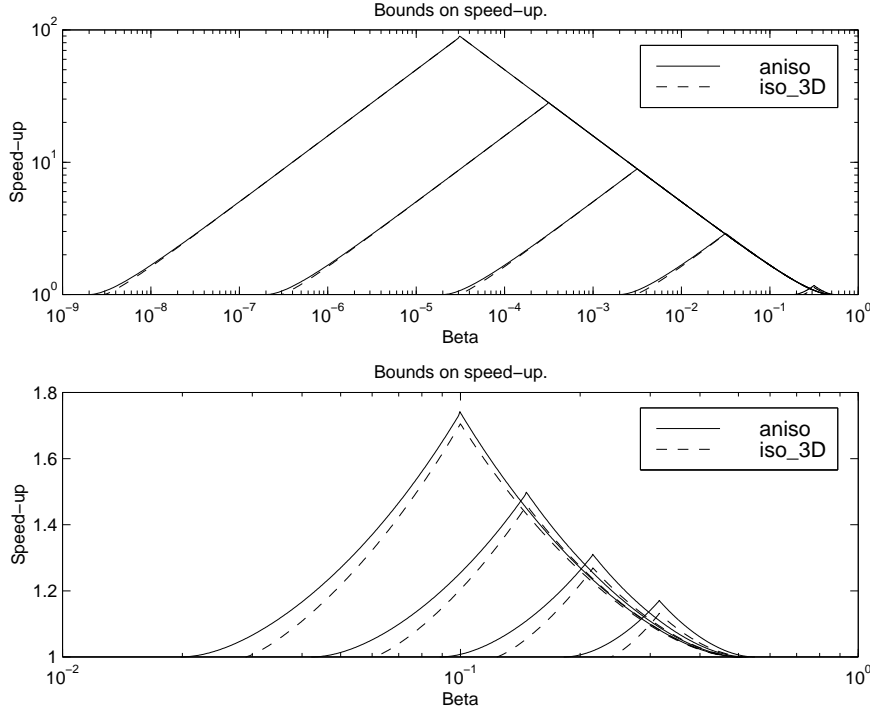 Bounds on speed−up.
10^2
10^1
10^0
Speed−up
aniso
iso_3D
10^−9 10^−8 10^−7 10^−6 10^−5 10^−4 10^−3 10^−2 10^−1 10^0
Beta
Bounds on speed−up.
1.8
1.6
1.4
1.2
1
Speed−up
aniso
iso_3D
10^−2 10^−1 10^0
Beta